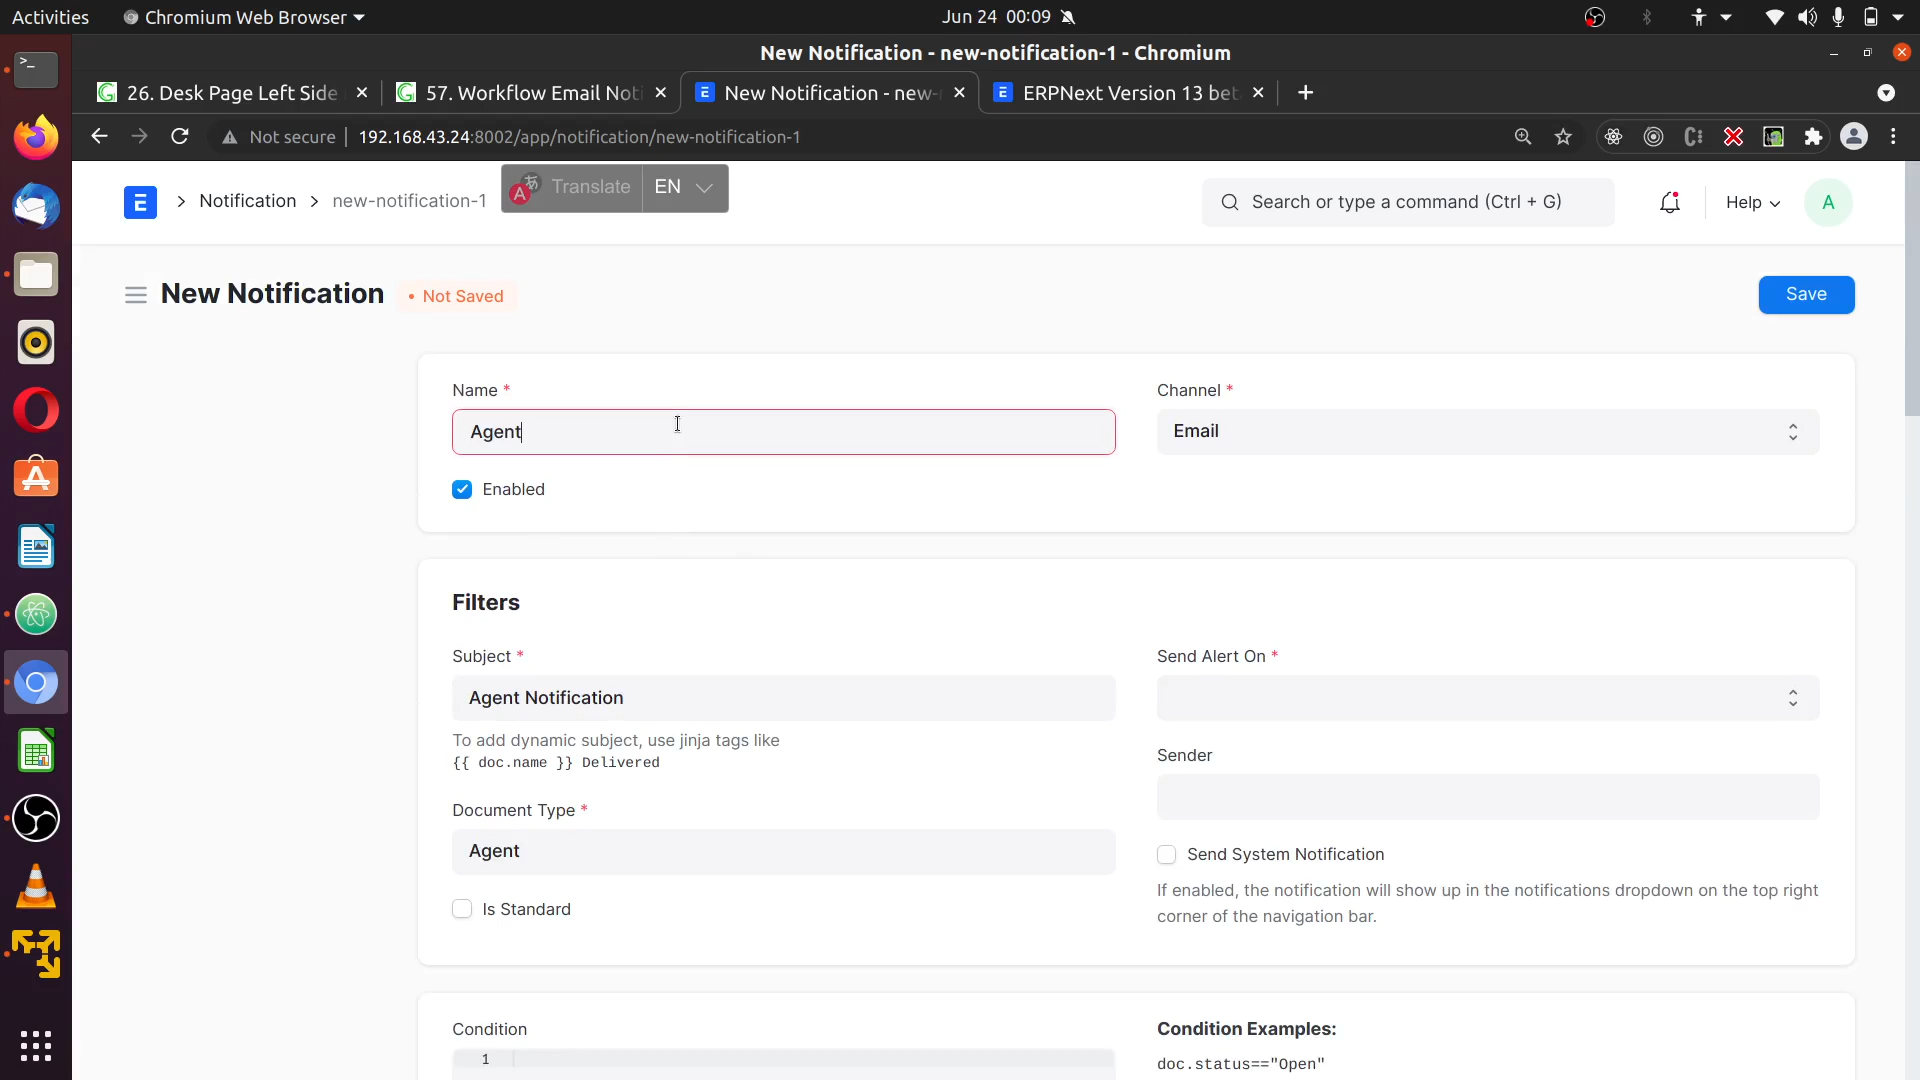 Activities
Chromium Web Browser
Jun 24 00:09
New Notification - new-notification-1 - Chromium
26. Desk Page Left Side
57. Workflow Email Noti
New Notification - new-
ERPNext Version 13 bet
Not secure
192.168.43.24:8002/app/notification/new-notification-1
E
Notification
new-notification-1
Translate
EN
Search or type a command (Ctrl + G)
Help
A
New Notification
• Not Saved
Save
Name *
Agent
Enabled
Channel *
Email
Filters
Subject *
Agent Notification
To add dynamic subject, use jinja tags like
{{ doc.name }} Delivered
Document Type *
Agent
Is Standard
Send Alert On *
Sender
Send System Notification
If enabled, the notification will show up in the notifications dropdown on the top right
corner of the navigation bar.
Condition
1
Condition Examples:
doc.status=="Open"